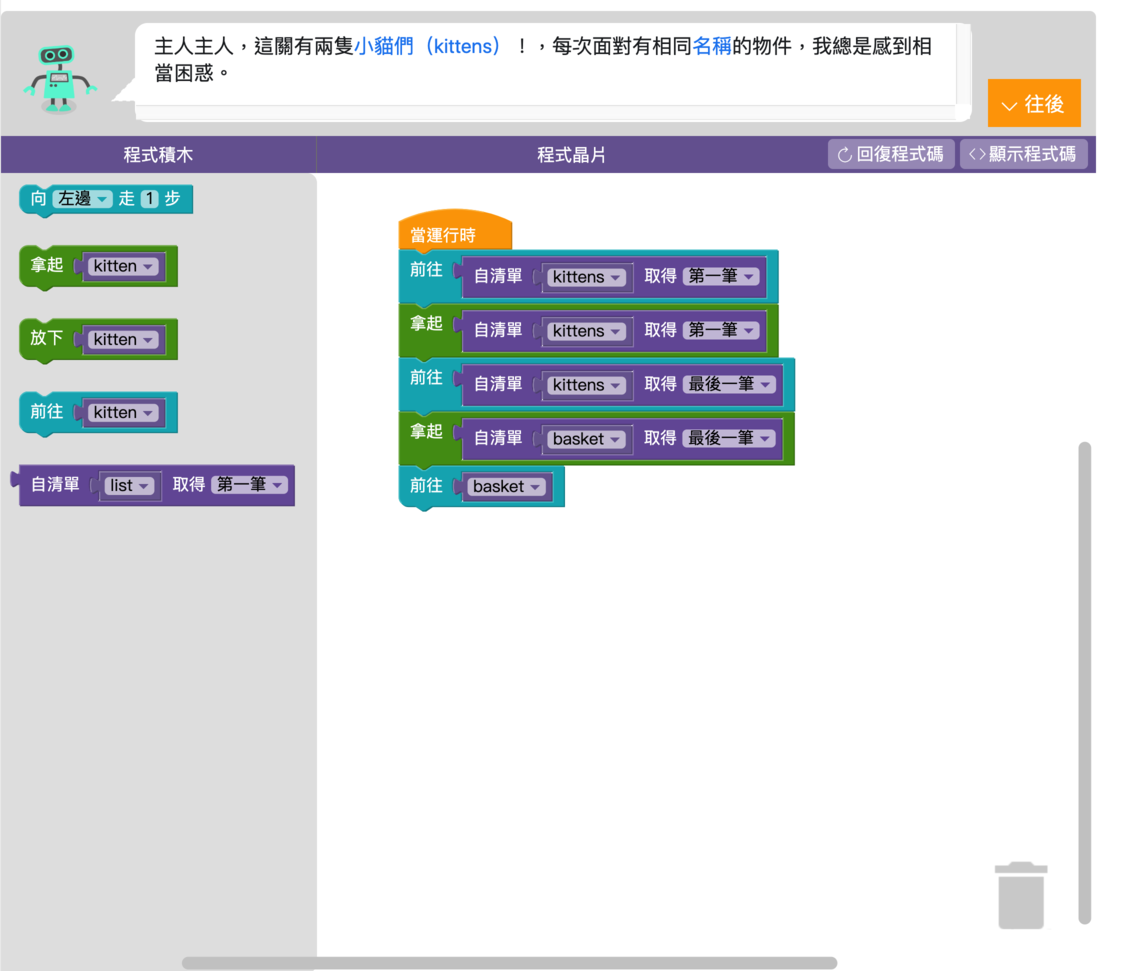 主人主人，這關有兩隻小貓們（kittens）！，每次面對有相同名稱的物件，我總是感到相
當困惑。
往後
程式積木
程式晶片
回復程式碼
<>顯示程式碼
向 左邊 走 1 步
拿起 kitten
放下 kitten
前往 kitten
自清單 list 取得 第一筆
當運行時
前往 自清單 kittens 取得 第一筆
拿起 自清單 kittens 取得 第一筆
前往 自清單 kittens 取得 最後一筆
拿起 自清單 basket 取得 最後一筆
前往 basket